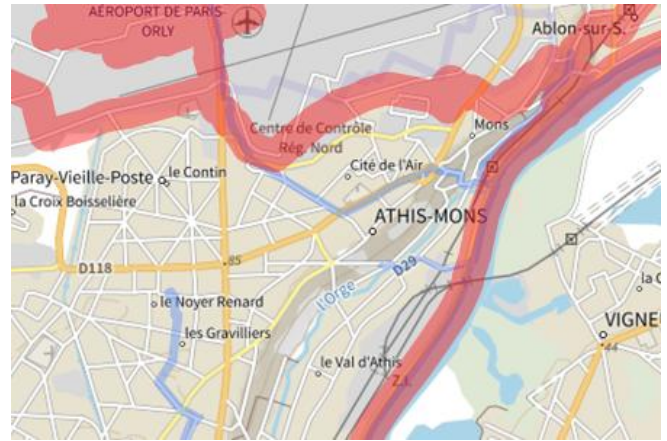 AÉROPORT DE PARIS-
ORLY
Ablon-sur-S.
Centre de Contrôle
Rég. Nord
Mons
Cité de l'Air
Paray-Vieille-Poste
le Contin
la Croix Boisselière
ATHIS-MONS
D118
85
D29
l'Orge
le Noyer Renard
les Gravilliers
le Val d'Athis
Z.I.
VIGNE
44